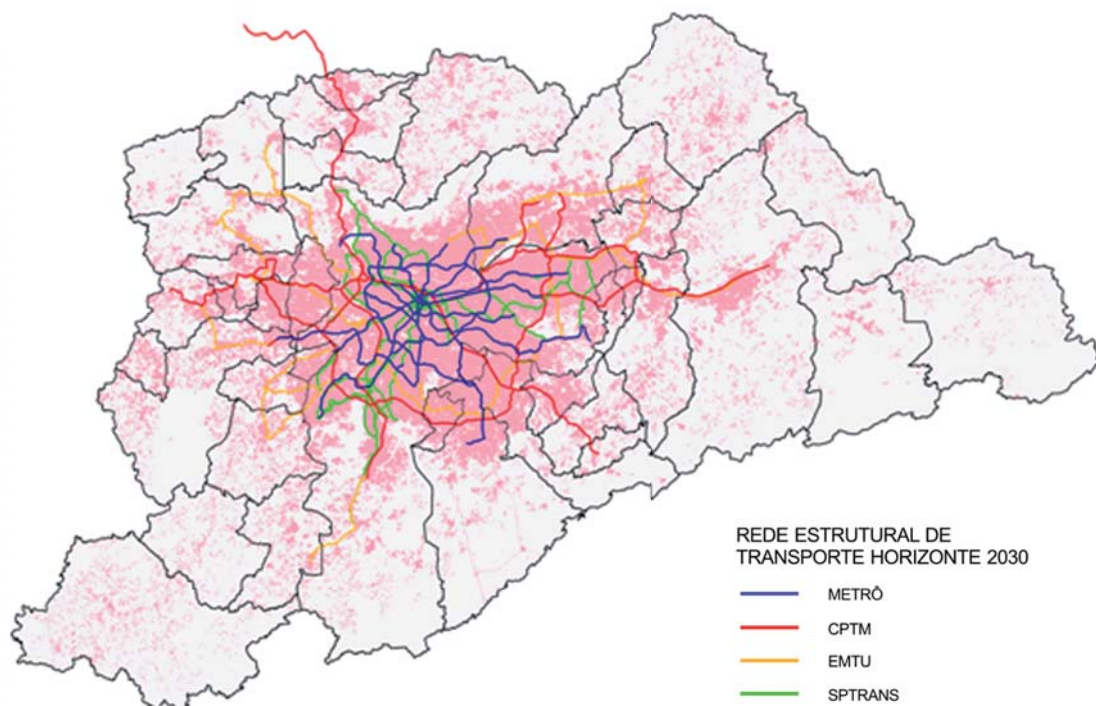 REDE ESTRUTURAL DE
TRANSPORTE HORIZONTE 2030
METRÔ
CPTM
EMTU
SPTRANS